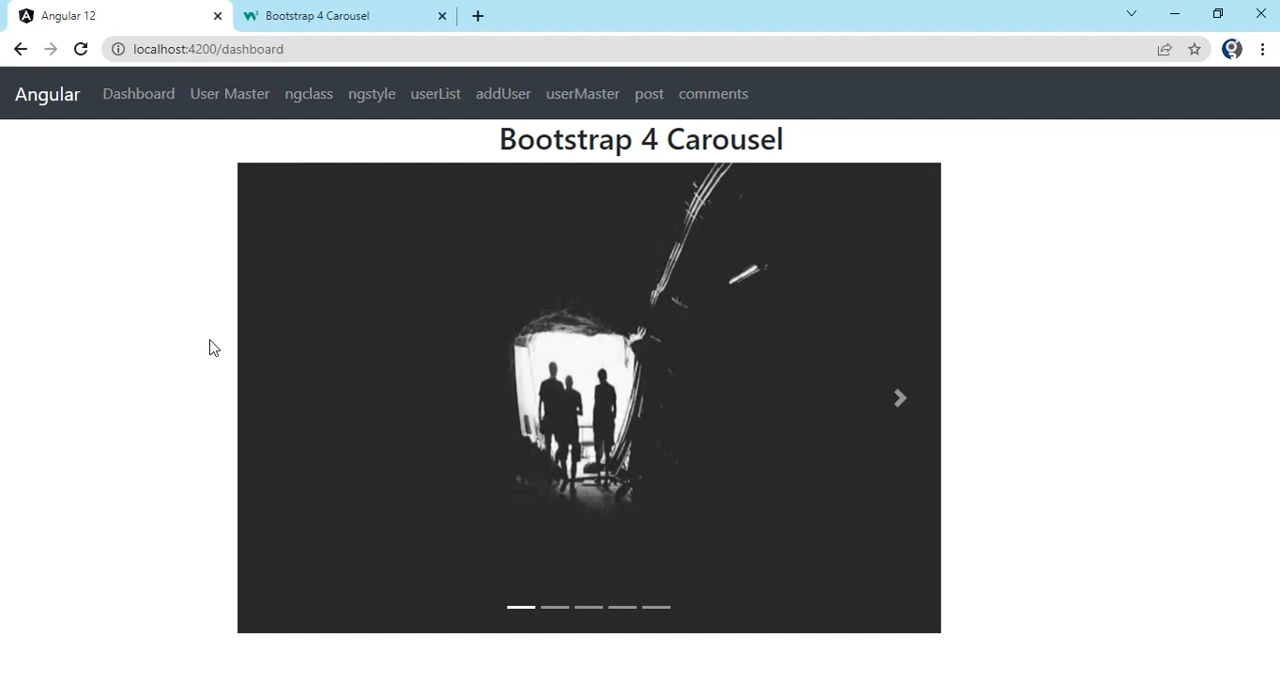 Angular 12
Bootstrap 4 Carousel
localhost:4200/dashboard
Angular Dashboard User Master ngclass ngstyle userList addUser userMaster post comments
Bootstrap 4 Carousel